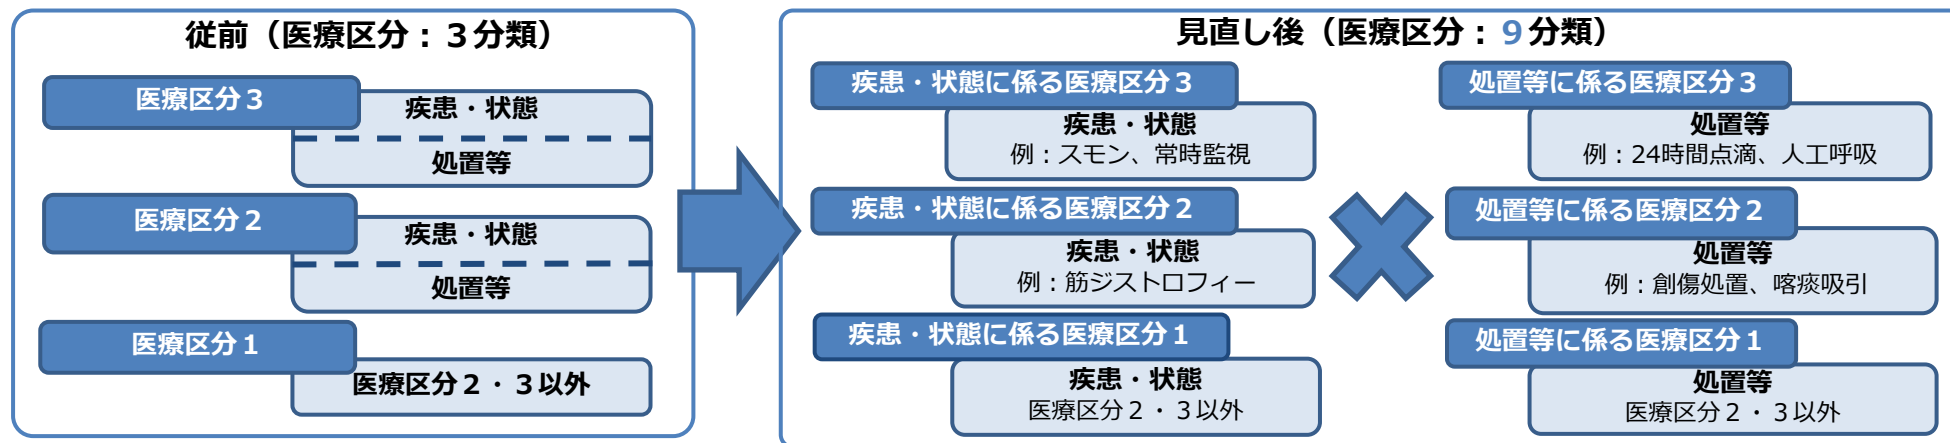 従前（医療区分：３分類）
医療区分３
疾患・状態
処置等
医療区分２
疾患・状態
処置等
医療区分１
医療区分２・３以外
見直し後（医療区分：９分類）
疾患・状態に係る医療区分３
疾患・状態
例：スモン、常時監視
疾患・状態に係る医療区分２
疾患・状態
例：筋ジストロフィー
疾患・状態に係る医療区分１
疾患・状態
医療区分２・３以外
処置等に係る医療区分３
処置等
例：24時間点滴、人工呼吸
処置等に係る医療区分２
処置等
例：創傷処置、喀痰吸引
処置等に係る医療区分１
処置等
医療区分２・３以外